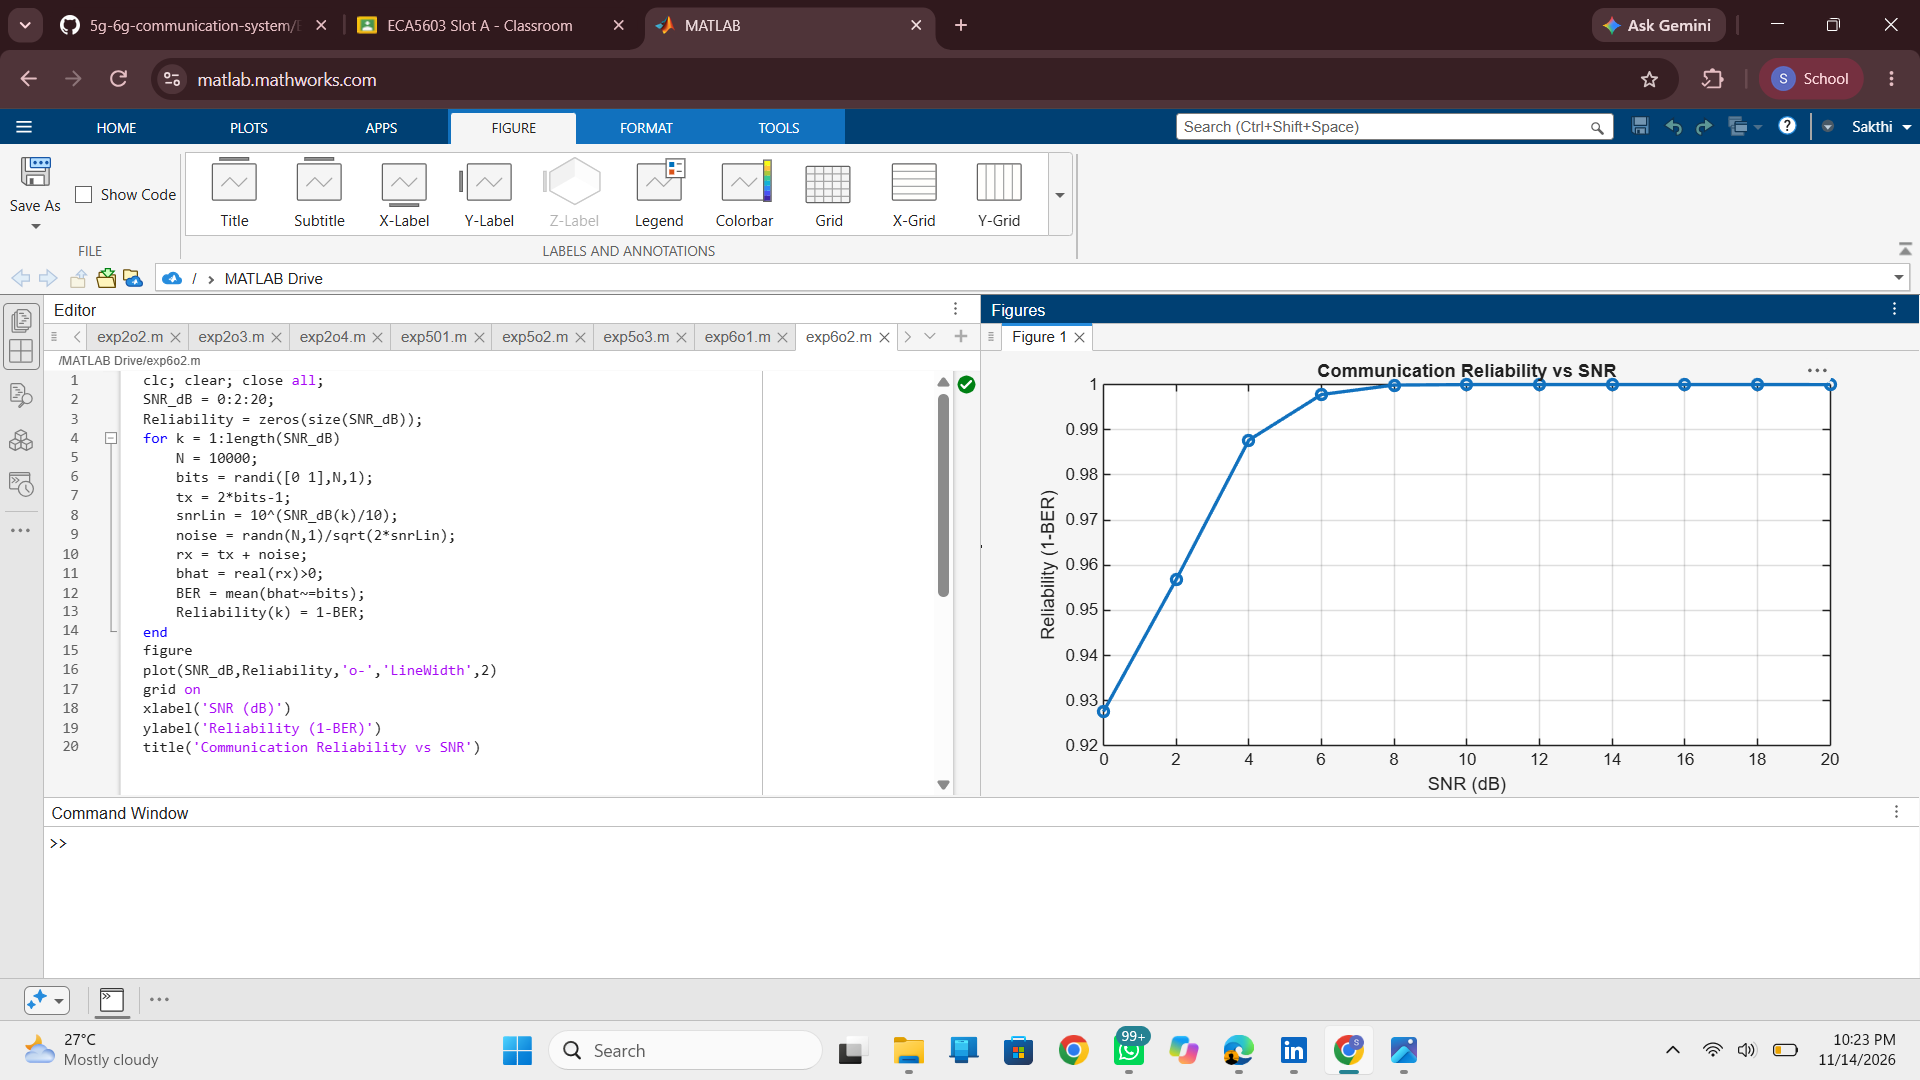 5g-6g-communication-system/
ECA5603 Slot A - Classroom
MATLAB
Ask Gemini
matlab.mathworks.com
S School
HOME PLOTS APPS FIGURE FORMAT TOOLS
Search (Ctrl+Shift+Space)
Sakthi
Save As
Show Code
Title Subtitle X-Label Y-Label Z-Label Legend Colorbar Grid X-Grid Y-Grid
FILE
LABELS AND ANNOTATIONS
/ › MATLAB Drive
Editor
exp2o2.m exp2o3.m exp2o4.m exp501.m exp5o2.m exp5o3.m exp6o1.m exp6o2.m
/MATLAB Drive/exp6o2.m
1 clc; clear; close all;
2 SNR_dB = 0:2:20;
3 Reliability = zeros(size(SNR_dB));
4 for k = 1:length(SNR_dB)
5 N = 10000;
6 bits = randi([0 1],N,1);
7 tx = 2*bits-1;
8 snrLin = 10^(SNR_dB(k)/10);
9 noise = randn(N,1)/sqrt(2*snrLin);
10 rx = tx + noise;
11 bhat = real(rx)>0;
12 BER = mean(bhat~=bits);
13 Reliability(k) = 1-BER;
14 end
15 figure
16 plot(SNR_dB,Reliability,'o-','LineWidth',2)
17 grid on
18 xlabel('SNR (dB)')
19 ylabel('Reliability (1-BER)')
20 title('Communication Reliability vs SNR')
Figures
Figure 1
Communication Reliability vs SNR
1
0.99
0.98
0.97
0.96
0.95
0.94
0.93
0.92
Reliability (1-BER)
0 2 4 6 8 10 12 14 16 18 20
SNR (dB)
Command Window
>>
27°C
Mostly cloudy
Search
99+
10:23 PM
11/14/2026